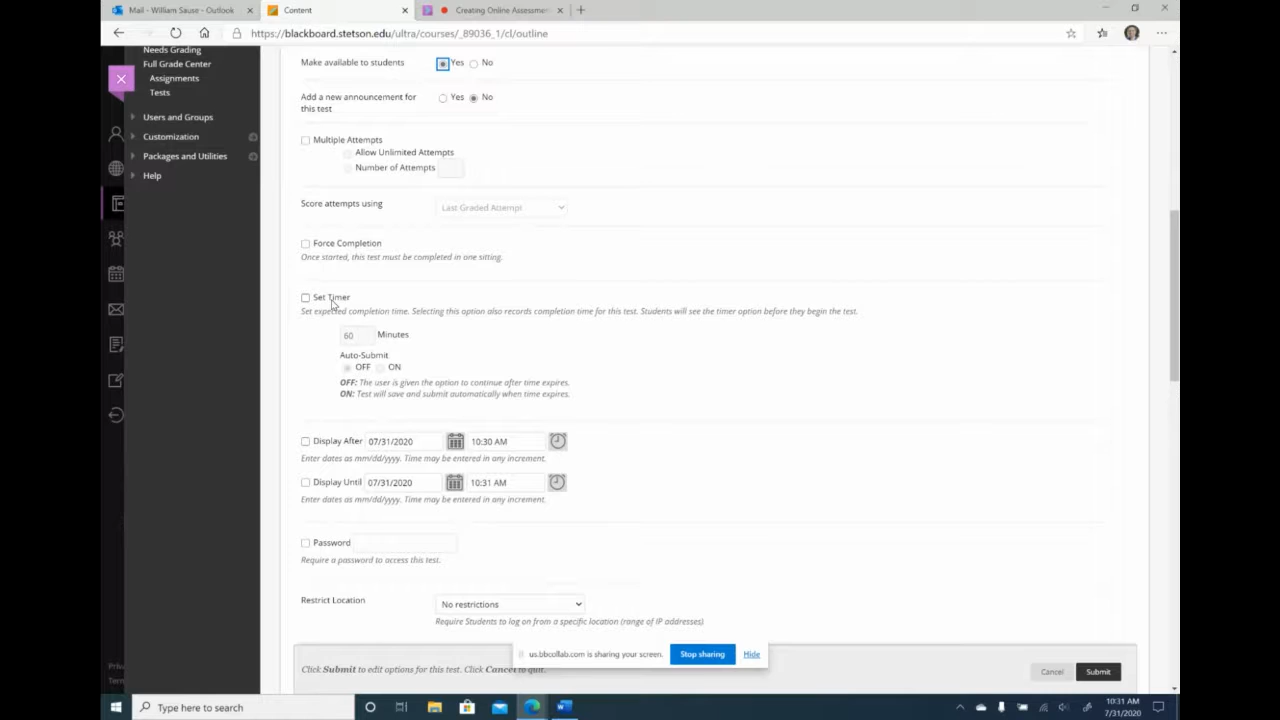 Mail - William Sause - Outlook
Content
Creating Online Assessmen
https://blackboard.stetson.edu/ultra/courses/_89036_1/cl/outline
Needs Grading
Full Grade Center
Assignments
Tests
Users and Groups
Customization
Packages and Utilities
Help
Make available to students
Yes No
Add a new announcement for
this test
Yes No
Multiple Attempts
Allow Unlimited Attempts
Number of Attempts
Score attempts using
Last Graded Attempt
Force Completion
Once started, this test must be completed in one sitting.
Set Timer
Set expected completion time. Selecting this option also records completion time for this test. Students will see the timer option before they begin the test.
60 Minutes
Auto-Submit
OFF ON
OFF: The user is given the option to continue after time expires.
ON: Test will save and submit automatically when time expires.
Display After 07/31/2020 10:30 AM
Enter dates as mm/dd/yyyy. Time may be entered in any increment.
Display Until 07/31/2020 10:31 AM
Enter dates as mm/dd/yyyy. Time may be entered in any increment.
Password
Require a password to access this test.
Restrict Location
No restrictions
Require Students to log on from a specific location (range of IP addresses)
us.bbcollab.com is sharing your screen. Stop sharing Hide
Click Submit to edit options for this test. Click Cancel to quit.
Cancel Submit
Priva
Term
Type here to search
10:31 AM
7/31/2020